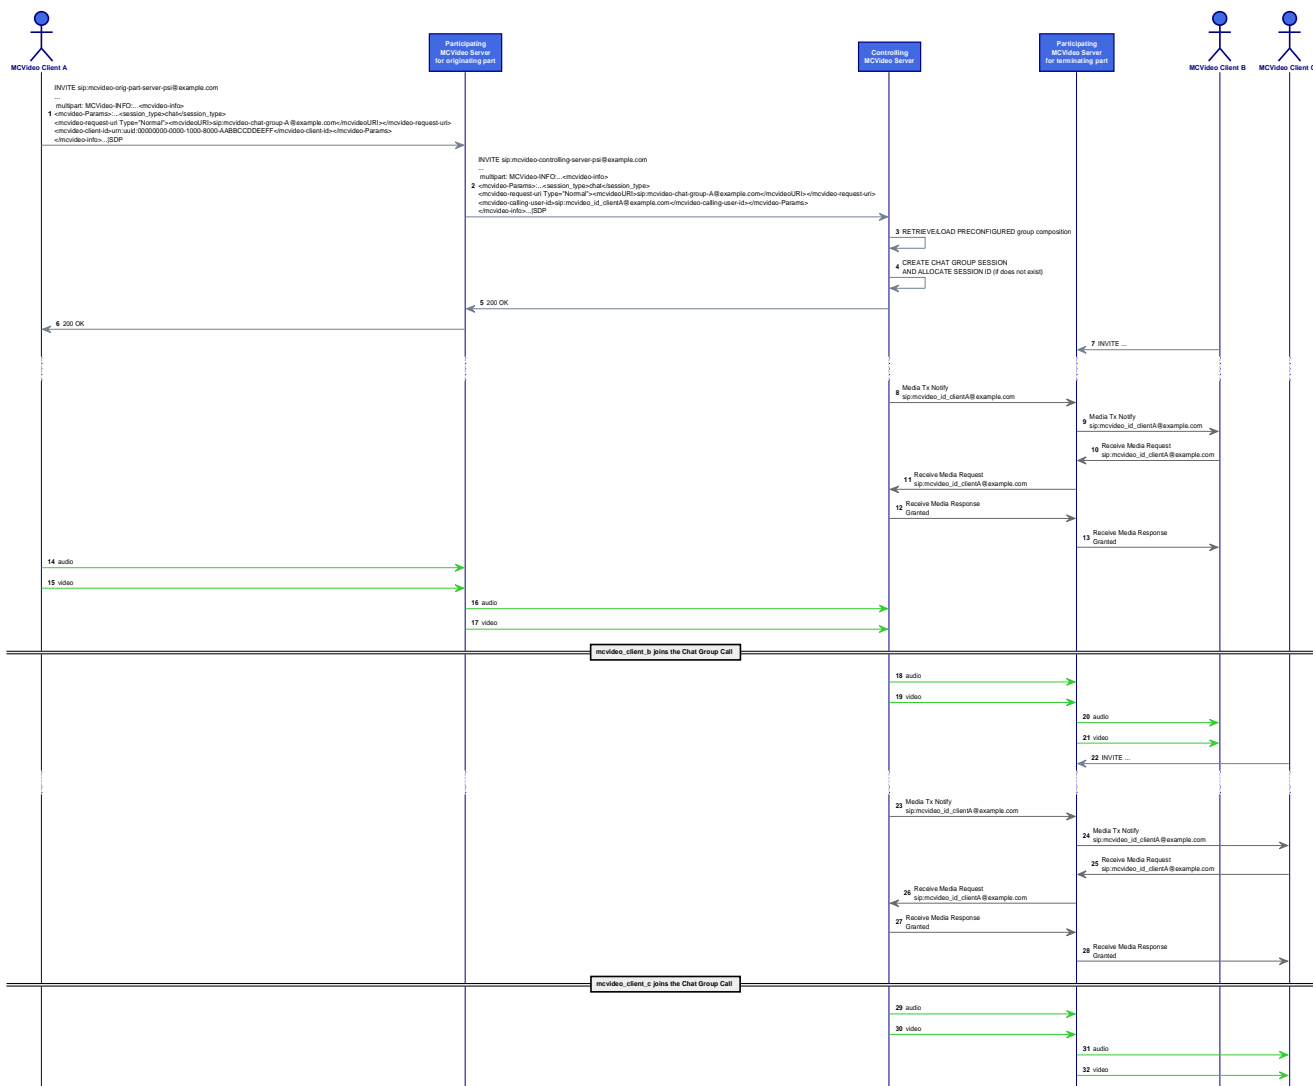 Participating
MCVideo Server
for originating part
Controlling
MCVideo Server
Participating
MCVideo Server
for terminating part
MCVideo Client A
MCVideo Client B
MCVideo Client
INVITE sip:mcvideo-orig-part-server-psi@example.com
...
multipart: MCVideo-INFO:...<mcvideo-info>
1 <mcvideo-Params>:...<session_type>chat</session_type>
<mcvideo-request-uri Type="Normal"><mcvideoURI>sip:mcvideo-chat-group-A@example.com</mcvideoURI></mcvideo-request-uri>
<mcvideo-client-id>urn:uuid:00000000-0000-1000-8000-AABBCCDDEEFF</mcvideo-client-id></mcvideo-Params>
</mcvideo-info>...|SDP
INVITE sip:mcvideo-controlling-server-psi@example.com
...
multipart: MCVideo-INFO:...<mcvideo-info>
2 <mcvideo-Params>:...<session_type>chat</session_type>
<mcvideo-request-uri Type="Normal"><mcvideoURI>sip:mcvideo-chat-group-A@example.com</mcvideoURI></mcvideo-request-uri>
<mcvideo-calling-user-id>sip:mcvideo_id_clientA@example.com</mcvideo-calling-user-id></mcvideo-Params>
</mcvideo-info>...|SDP
3 RETRIEVE/LOAD PRECONFIGURED group composition
4 CREATE CHAT GROUP SESSION
AND ALLOCATE SESSION ID (if does not exist)
5 200 OK
6 200 OK
7 INVITE ...
8 Media Tx Notify
sip:mcvideo_id_clientA@example.com
9 Media Tx Notify
sip:mcvideo_id_clientA@example.com
10 Receive Media Request
sip:mcvideo_id_clientA@example.com
11 Receive Media Request
sip:mcvideo_id_clientA@example.com
12 Receive Media Response
Granted
13 Receive Media Response
Granted
14 audio
15 video
16 audio
17 video
mcvideo_client_b joins the Chat Group Call
18 audio
19 video
20 audio
21 video
22 INVITE ...
23 Media Tx Notify
sip:mcvideo_id_clientA@example.com
24 Media Tx Notify
sip:mcvideo_id_clientA@example.com
25 Receive Media Request
sip:mcvideo_id_clientA@example.com
26 Receive Media Request
sip:mcvideo_id_clientA@example.com
27 Receive Media Response
Granted
28 Receive Media Response
Granted
mcvideo_client_c joins the Chat Group Call
29 audio
30 video
31 audio
32 video